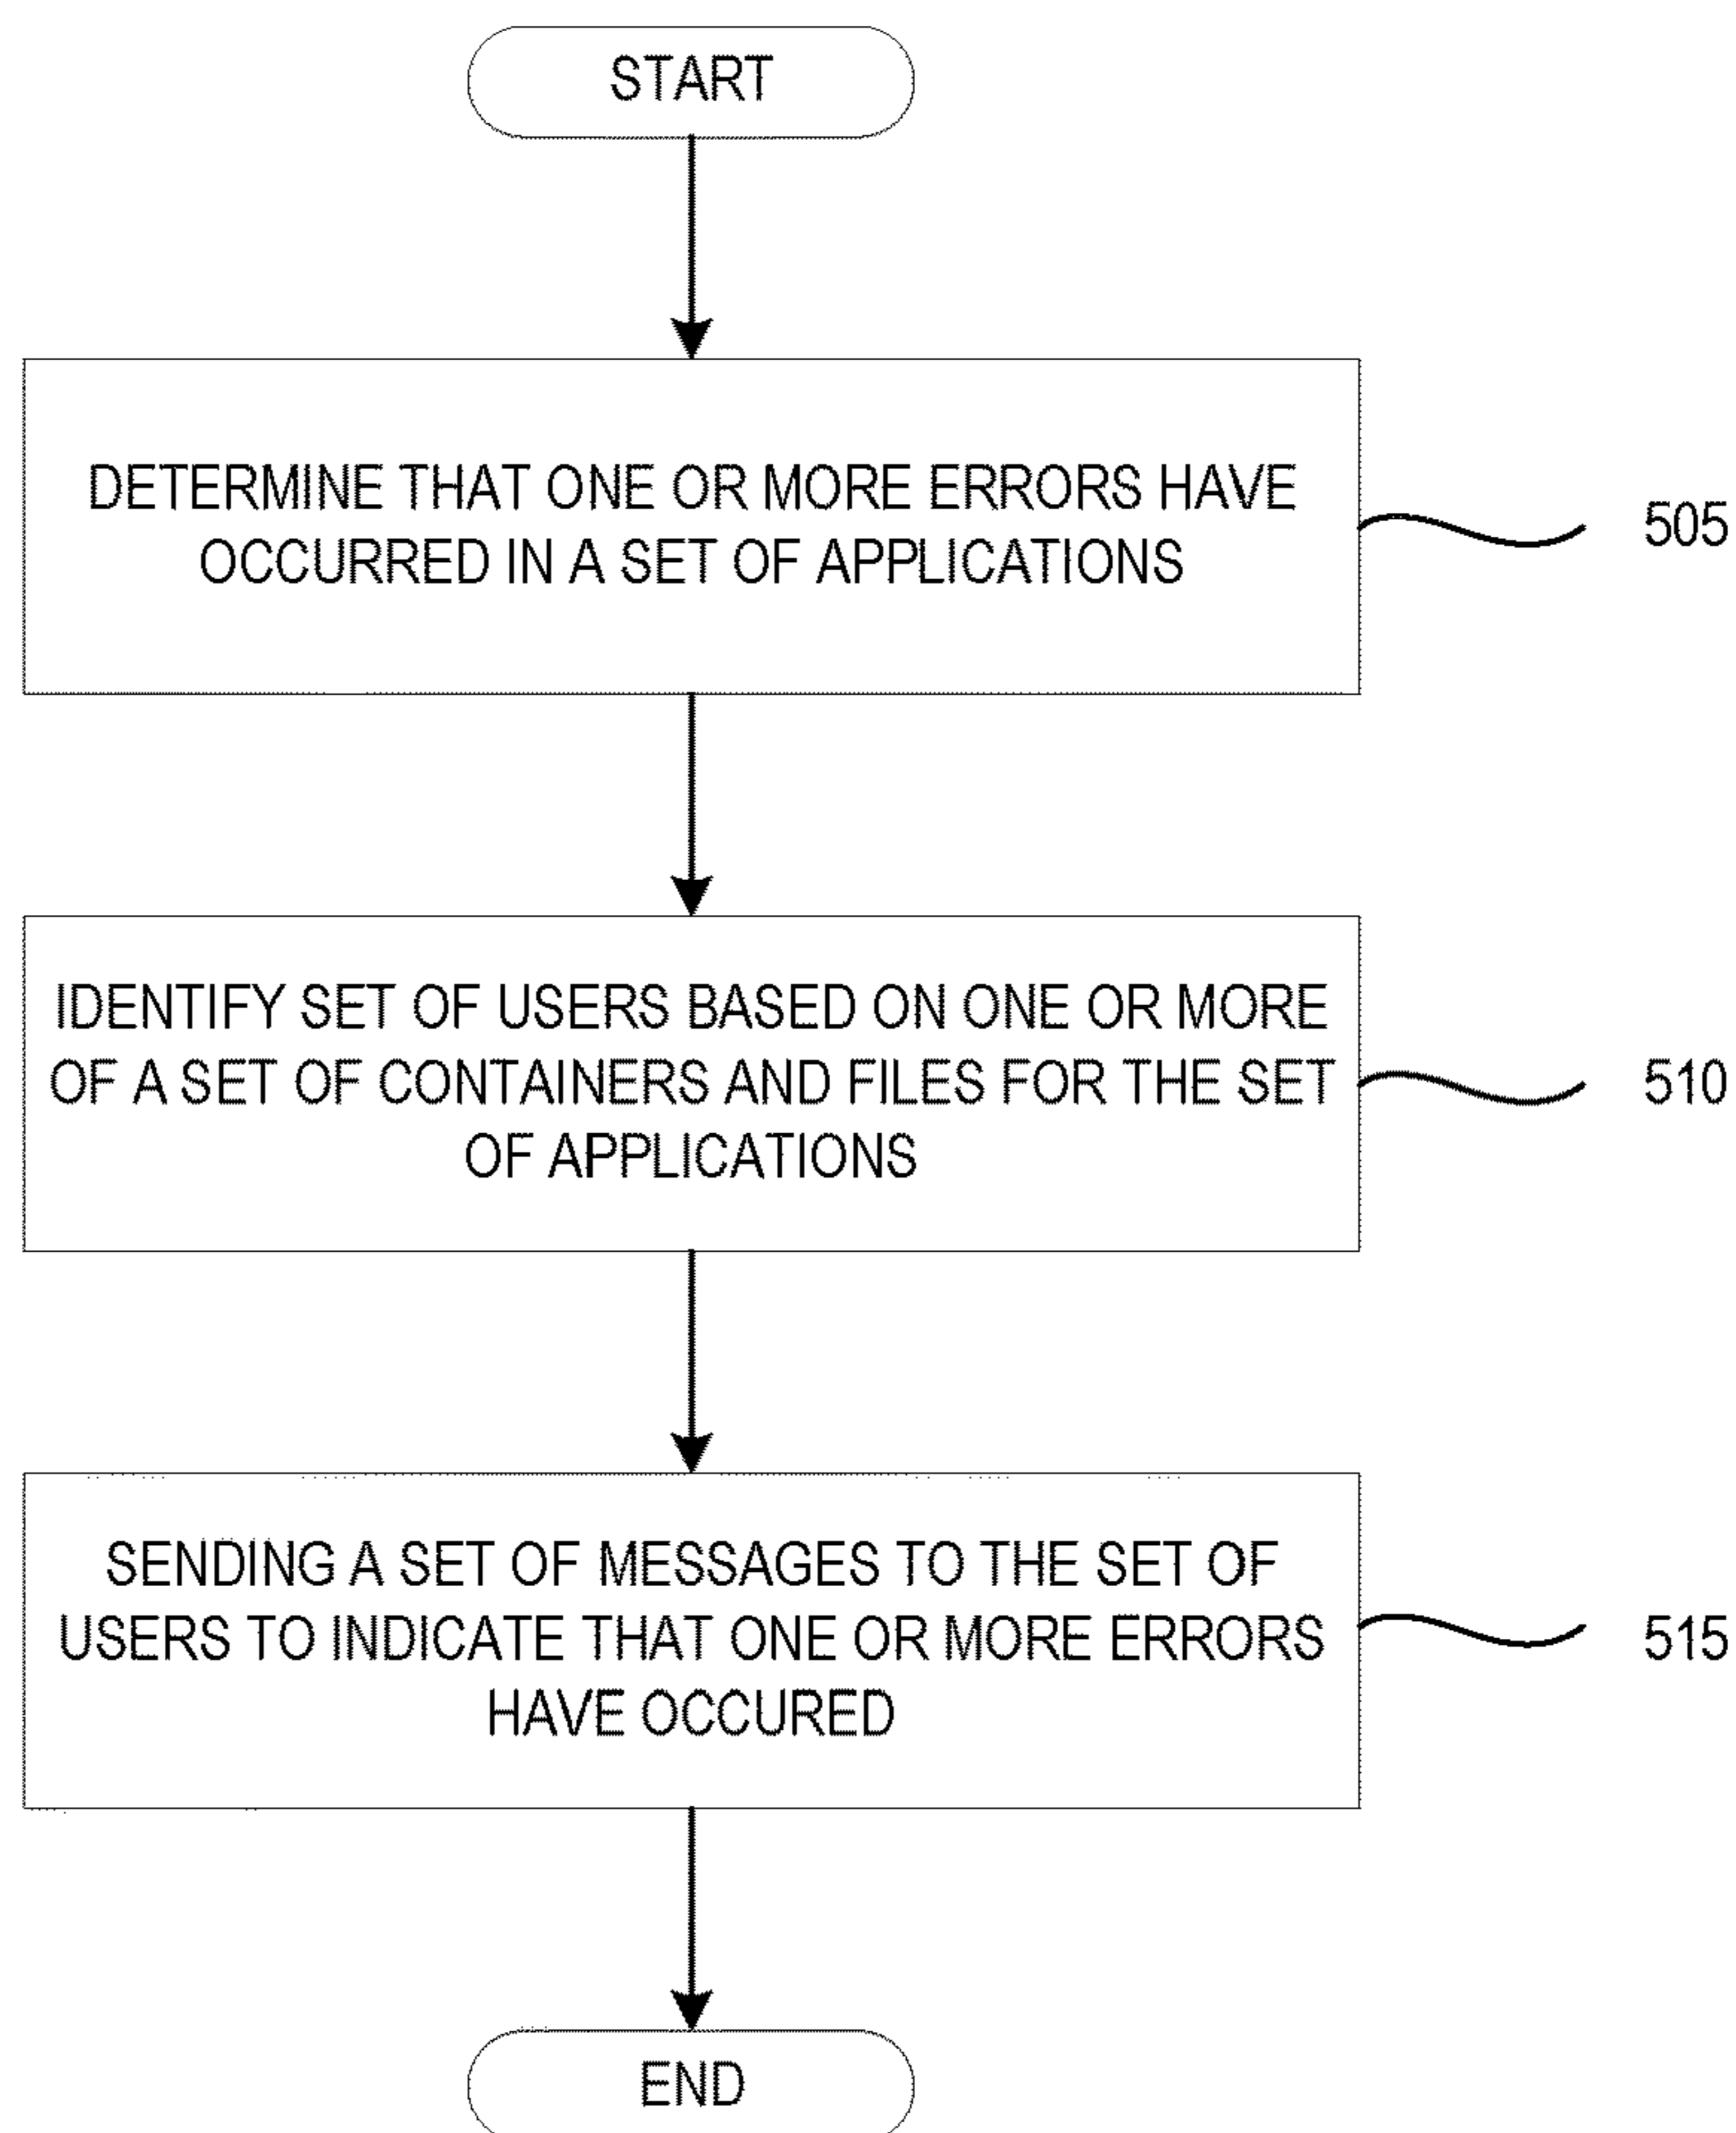 START
DETERMINE THAT ONE OR MORE ERRORS HAVE
OCCURRED IN A SET OF APPLICATIONS
505
IDENTIFY SET OF USERS BASED ON ONE OR MORE
OF A SET OF CONTAINERS AND FILES FOR THE SET
OF APPLICATIONS
510
SENDING A SET OF MESSAGES TO THE SET OF
USERS TO INDICATE THAT ONE OR MORE ERRORS
HAVE OCCURED
515
END